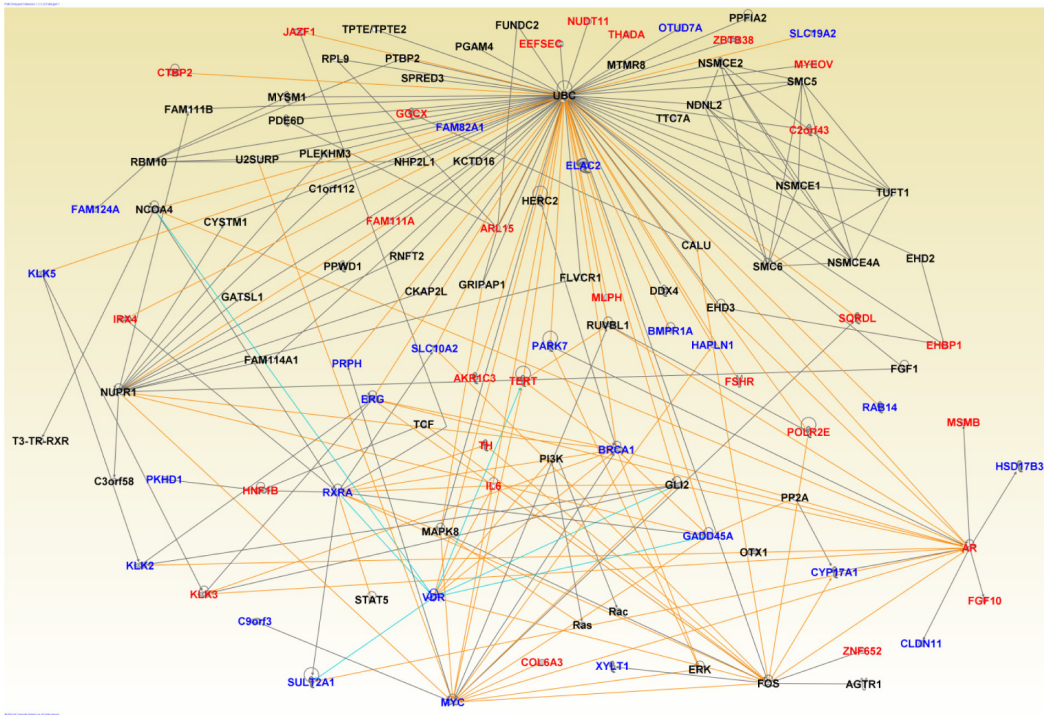 PPFIA2
NUDT11
FUNDC2
TPTE/TPTE2
OTUD7A
JAZF1
THADA
SLC19A2
EEFSEC
ZBTB38
PGAM4
PTBP2
RPL9
NSMCE2
MTMR8
MYEOV
CTBP2
SPRED3
SMC5
MYSM1
UBC
FAM111B
NDNL2
GGCX
PDE6D
TTC7A
FAM82A1
C2orf43
PLEKHM3
U2SURP
RBM10
NHP2L1
KCTD16
ELAC2
NSMCE1
C1orf112
TUFT1
HERC2
FAM124A
NCOA4
CYSTM1
FAM111A
ARL15
CALU
RNFT2
EHD2
NSMCE4A
PPWD1
SMC6
KLK5
FLVCR1
GRIPAP1
CKAP2L
DDX4
GATSL1
MLPH
EHD3
IRX4
SQRDL
RUVBL1
BMPR1A
HAPLN1
EHBP1
PARK7
SLC10A2
FAM114A1
PRPH
FGF1
AKR1C3
TERT
FSHR
NUPR1
ERG
RAB14
MSMB
TCF
POLR2E
T3-TR-RXR
TH
BRCA1
PI3K
HSD17B3
PKHD1
C3orf58
IL6
GLI2
HNF1B
RXRA
PP2A
MAPK8
GADD45A
AR
OTX1
KLK2
CYP17A1
KLK3
VDR
STAT5
FGF10
Rac
C9orf3
Ras
CLDN11
ZNF652
COL6A3
XYLT1
ERK
SULT2A1
FOS
AGTR1
MYC